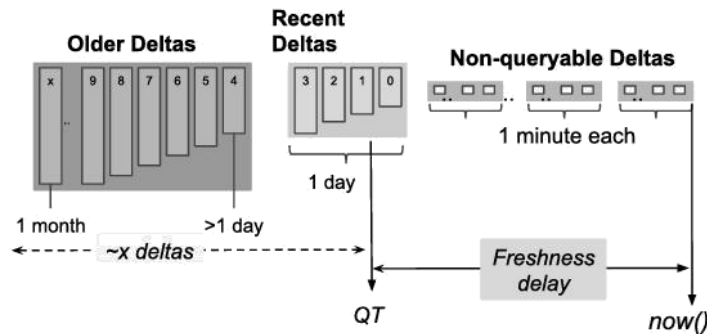 Older Deltas
Recent
Deltas
Non-queryable Deltas
x .. 9 8 7 6 5 4
3 2 1 0
.. .. .. ..
1 minute each
1 day
1 month
>1 day
~x deltas
Freshness
delay
QT
now()